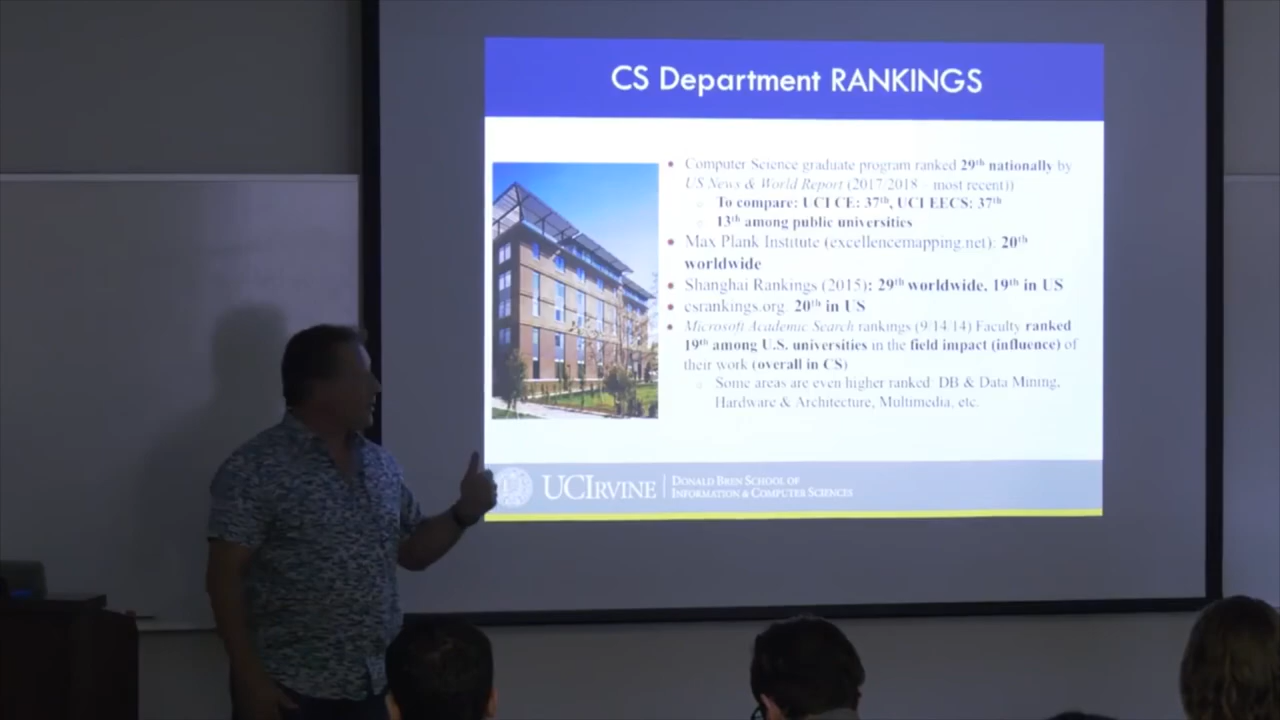 CS Department RANKINGS
Computer Science graduate program ranked 29th nationally by
US News & World Report (2017/2018 – most recent))
To compare: UCI CE: 37th, UCI EECS: 37th
13th among public universities
Max Plank Institute (excellencemapping.net): 20th
worldwide
Shanghai Rankings (2015): 29th worldwide, 19th in US
csrankings.org: 20th in US
Microsoft Academic Search rankings (9/14/14) Faculty ranked
19th among U.S. universities in the field impact (influence) of
their work (overall in CS)
Some areas are even higher ranked: DB & Data Mining,
Hardware & Architecture, Multimedia, etc.
UCIRVINE
DONALD BREN SCHOOL OF
INFORMATION & COMPUTER SCIENCES